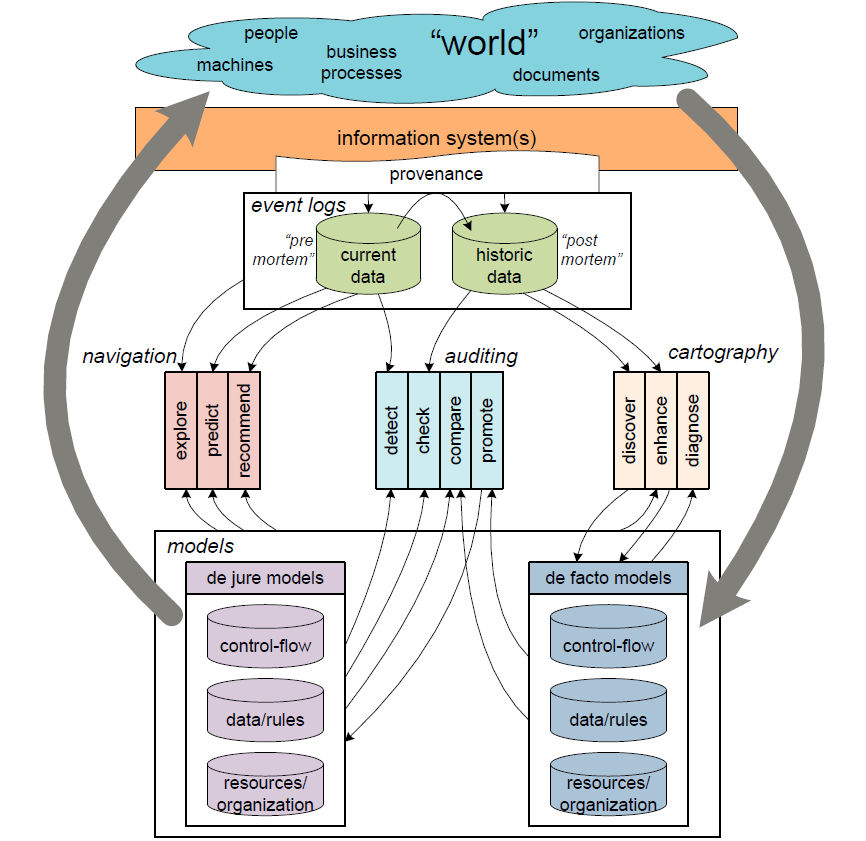 people
"world"
organizations
business
processes
machines
documents
information system(s)
provenance
event logs
"pre
mortem"
current
data
historic
data
"post
mortem"
navigation
auditing
cartography
explore
predict
recommend
detect
check
compare
promote
discover
enhance
diagnose
models
de jure models
control-flow
data/rules
resources/
organization
de facto models
control-flow
data/rules
resources/
organization